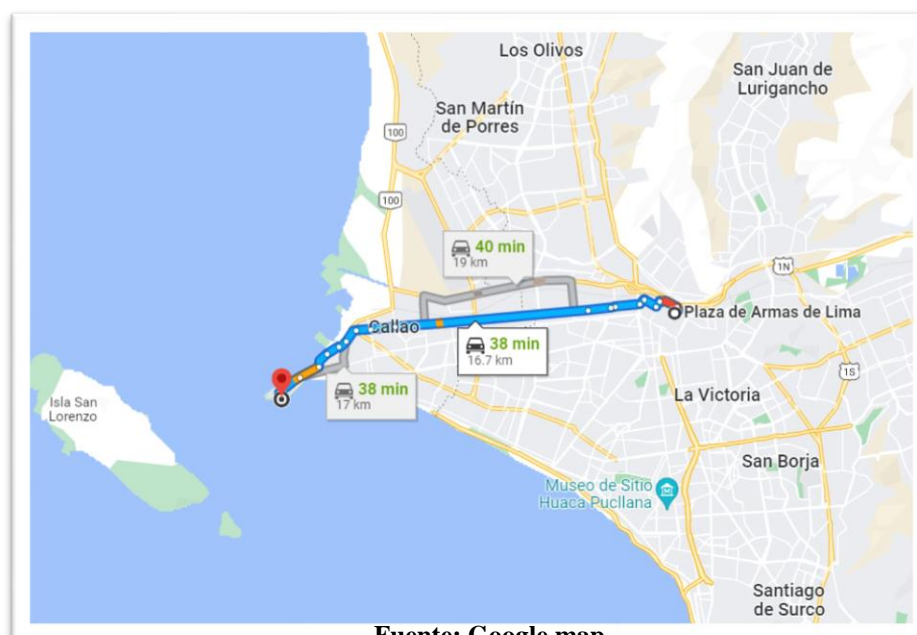 Los Olivos
San Juan de
Lurigancho
San Martín
de Porres
100
100
40 min
19 km
1N
Plaza de Armas de Lima
Callao
38 min
16.7 km
38 min
17 km
1S
Isla San
Lorenzo
La Victoria
San Borja
Museo de Sitio
Huaca Pucllana
Santiago
de Surco
Fuente: Google map